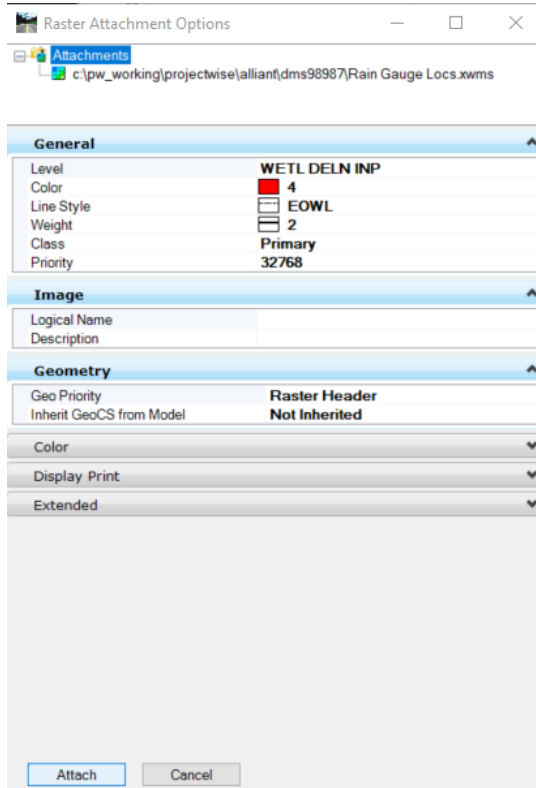 Raster Attachment Options
Attachments
c:\pw_working\projectwise\alliant\dms98987\Rain Gauge Locs.xwms
General
Level WETL DELN INP
Color 4
Line Style EOWL
Weight 2
Class Primary
Priority 32768
Image
Logical Name
Description
Geometry
Geo Priority Raster Header
Inherit GeoCS from Model Not Inherited
Color
Display Print
Extended
Attach Cancel